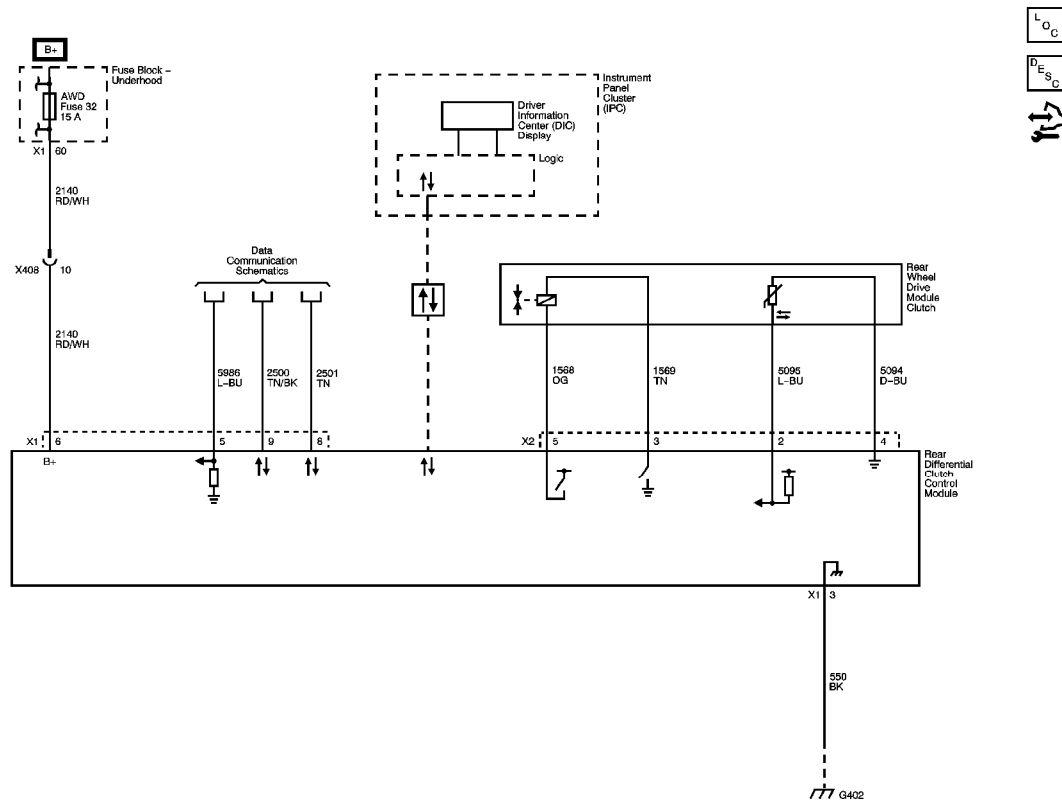 L
O
C
D
E
S
C
B+
Fuse Block –
Underhood
AWD
Fuse 32
15 A
X1 60
Instrument
Panel
Cluster
(IPC)
Driver
Information
Center (DIC)
Display
Logic
2140
RD/WH
X408 10
Data
Communication
Schematics
Rear
Wheel
Drive
Module
Clutch
2140
RD/WH
5986
L–BU
2500
TN/BK
2501
TN
1568
OG
1569
TN
5095
L–BU
5094
D–BU
X1 6 5 9 8
X2 5 3 2 4
B+
Rear
Differential
Clutch
Control
Module
X1 3
550
BK
G402